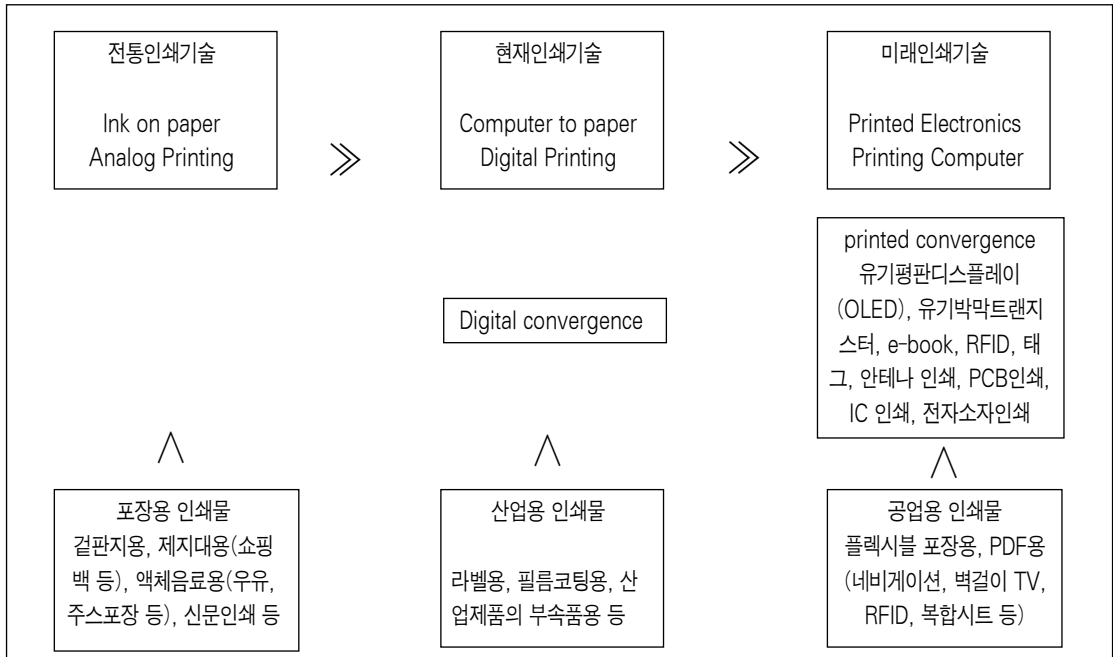 전통인쇄기술
Ink on paper
Analog Printing
≫
현재인쇄기술
Computer to paper
Digital Printing
≫
미래인쇄기술
Printed Electronics
Printing Computer
Digital convergence
printed convergence
유기평판디스플레이
(OLED), 유기박막트랜지
스터, e-book, RFID, 태
그, 안테나 인쇄, PCB인쇄,
IC 인쇄, 전자소자인쇄
포장용 인쇄물
겉판지용, 제지대용(쇼핑
백 등), 액체음료용(우유,
주스포장 등), 신문인쇄 등
산업용 인쇄물
라벨용, 필름코팅용, 산
업제품의 부속품용 등
공업용 인쇄물
플렉시블 포장용, PDF용
(네비게이션, 벽걸이 TV,
RFID, 복합시트 등)